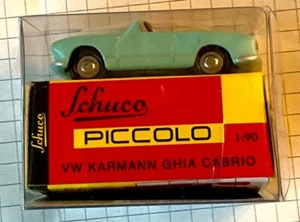 Schuco
Schuco
PICCOLO
1:90
VW KARMANN GHIA CABRIO